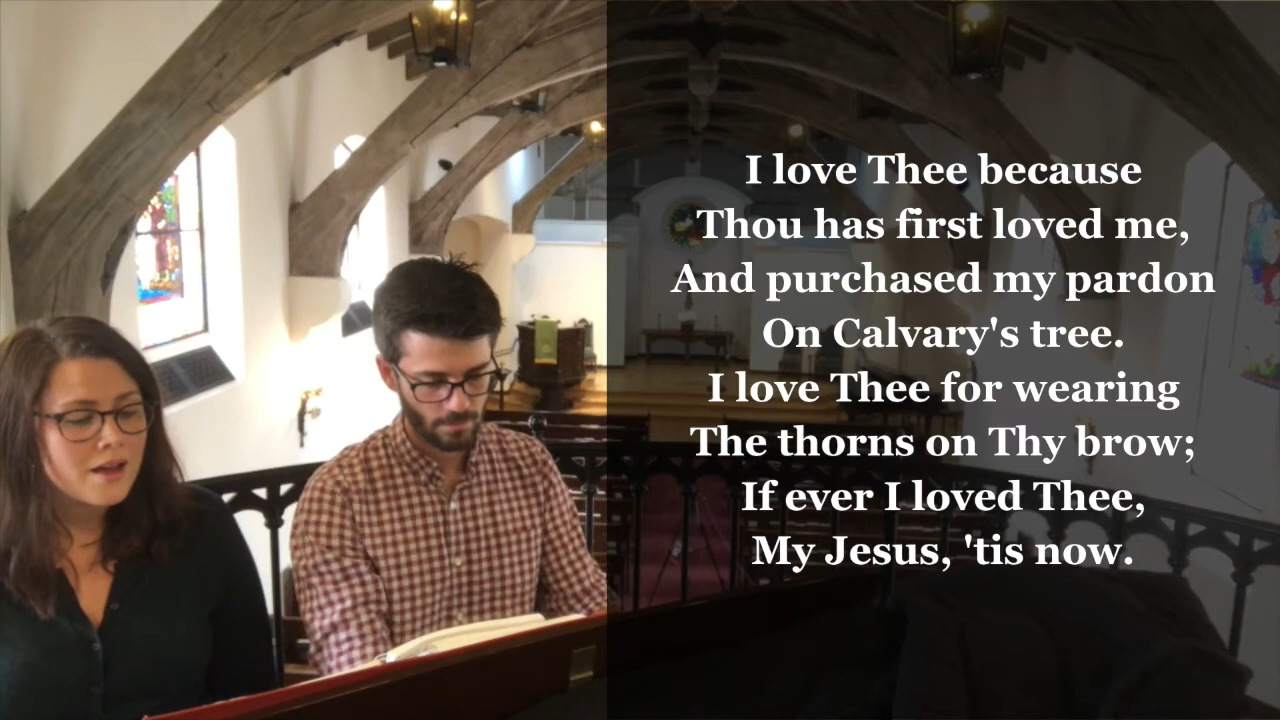 I love Thee because
Thou has first loved me,
And purchased my pardon
On Calvary's tree.
I love Thee for wearing
The thorns on Thy brow;
If ever I loved Thee,
My Jesus, 'tis now.